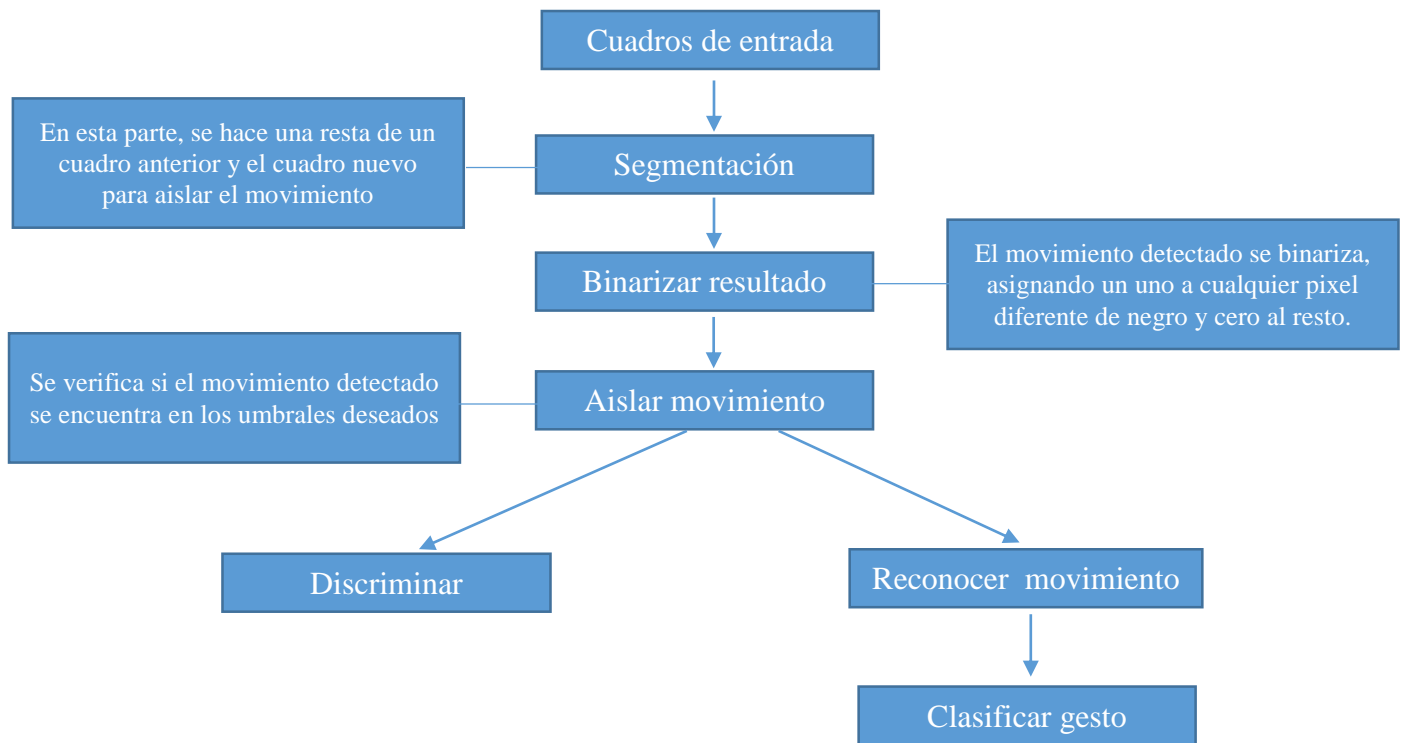 Cuadros de entrada
En esta parte, se hace una resta de un
cuadro anterior y el cuadro nuevo
para aislar el movimiento
Segmentación
Binarizar resultado
El movimiento detectado se binariza,
asignando un uno a cualquier pixel
diferente de negro y cero al resto.
Se verifica si el movimiento detectado
se encuentra en los umbrales deseados
Aislar movimiento
Discriminar
Reconocer  movimiento
Clasificar gesto